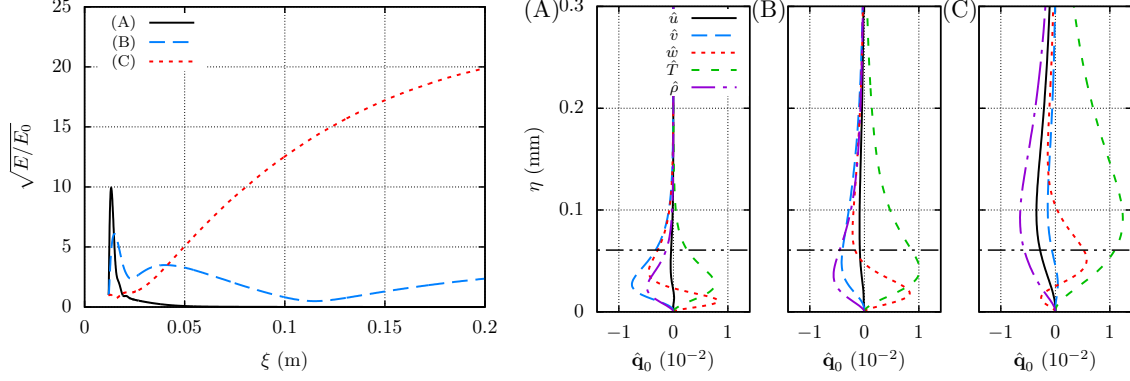 25
20
15
10
5
0
√E/E₀
0
0.05
0.1
0.15
0.2
ξ (m)
(A)
(B)
(C)
(A)
(B)
(C)
0.3
0.2
0.1
0
η (mm)
û
v̂
ŵ
T̂
ρ̂
−1
0
1
q̂₀ (10⁻²)
−1
0
1
q̂₀ (10⁻²)
−1
0
1
q̂₀ (10⁻²)